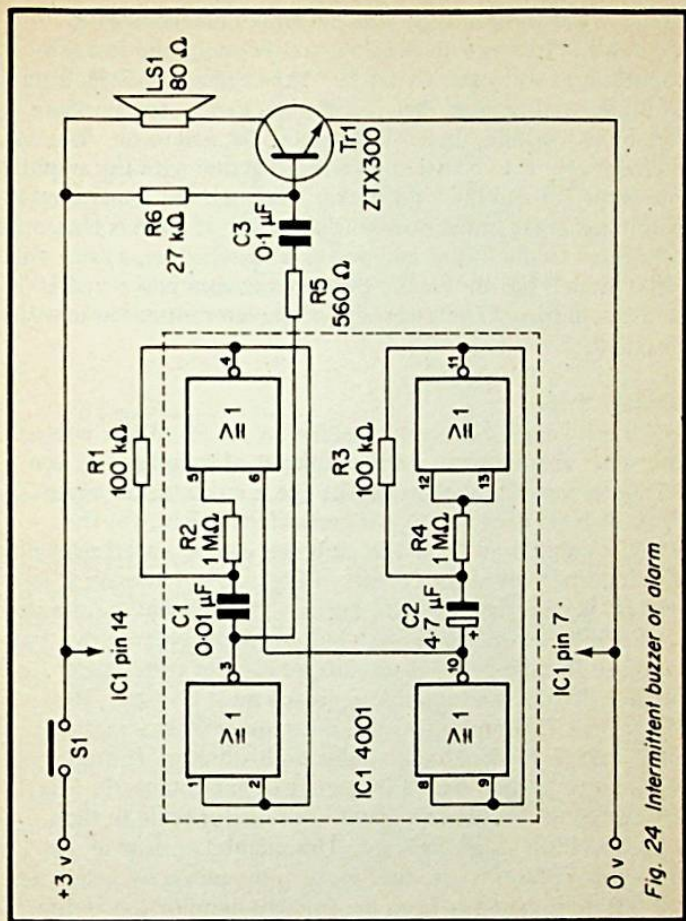 +3 v
S1
IC1 pin 14
R6
27 kΩ
LS1
80 Ω
Tr1
ZTX300
C3
0·1 μF
R5
560 Ω
R1
100 kΩ
R2
1 MΩ
C1
0·01 μF
1
2
3
≥ 1
5
6
4
≥ 1
IC1 4001
R3
100 kΩ
R4
1 MΩ
C2
4·7 μF
+
8
9
10
≥ 1
12
13
11
≥ 1
IC1 pin 7
0 v
Fig. 24 Intermittent buzzer or alarm